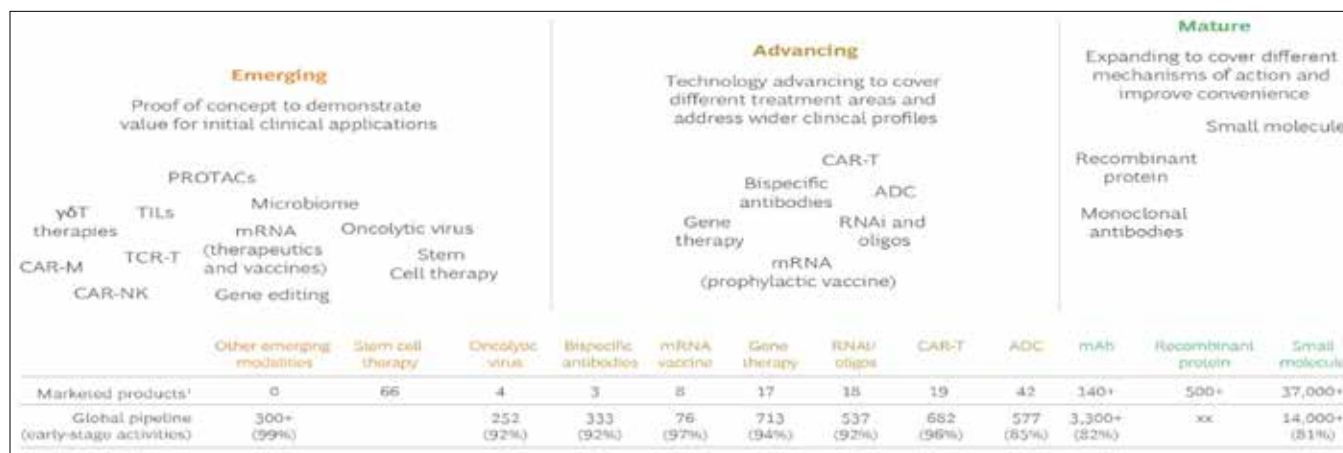 Emerging
Proof of concept to demonstrate
value for initial clinical applications
PROTACs
Microbiome
γδT
therapies
TILs
mRNA
(therapeutics
and vaccines)
Oncolytic virus
CAR-M
TCR-T
Stem
Cell therapy
CAR-NK
Gene editing
Advancing
Technology advancing to cover
different treatment areas and
address wider clinical profiles
CAR-T
Bispecific
antibodies
ADC
Gene
therapy
RNAi and
oligos
mRNA
(prophylactic vaccine)
Mature
Expanding to cover different
mechanisms of action and
improve convenience
Small molecule
Recombinant
protein
Monoclonal
antibodies
Other emerging modalities Stem cell therapy Oncolytic virus Bispecific antibodies mRNA vaccine Gene therapy RNAi/ oligos CAR-T ADC mAb Recombinant protein Small molecule
Marketed products¹ 0 66 4 3 8 17 18 19 42 140+ 500+ 37,000+
Global pipeline 300+ 252 333 76 713 537 682 577 3,300+ xx 14,000+
(early-stage activities) (99%) (92%) (92%) (97%) (94%) (92%) (96%) (85%) (82%) (81%)